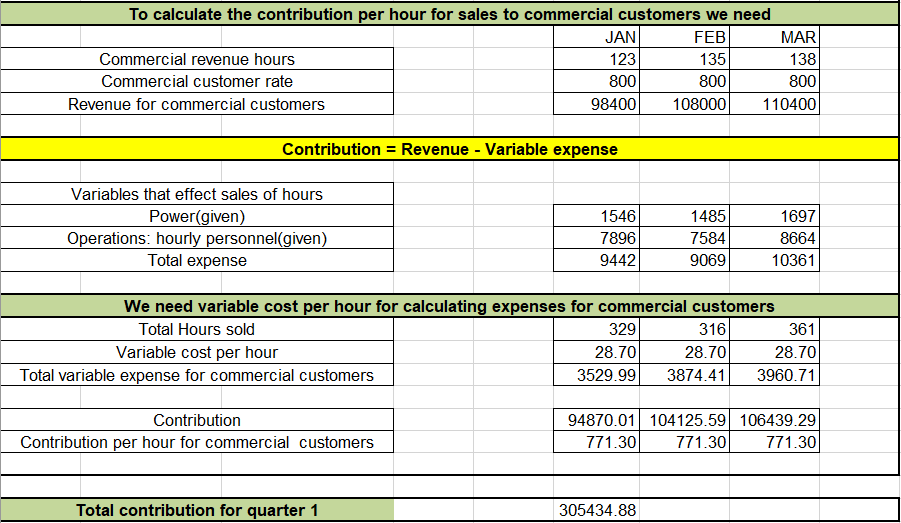 To calculate the contribution per hour for sales to commercial customers we need
JAN FEB MAR
Commercial revenue hours 123 135 138
Commercial customer rate 800 800 800
Revenue for commercial customers 98400 108000 110400
Contribution = Revenue - Variable expense
Variables that effect sales of hours
Power(given) 1546 1485 1697
Operations: hourly personnel(given) 7896 7584 8664
Total expense 9442 9069 10361
We need variable cost per hour for calculating expenses for commercial customers
Total Hours sold 329 316 361
Variable cost per hour 28.70 28.70 28.70
Total variable expense for commercial customers 3529.99 3874.41 3960.71
Contribution 94870.01 104125.59 106439.29
Contribution per hour for commercial customers 771.30 771.30 771.30
Total contribution for quarter 1 305434.88